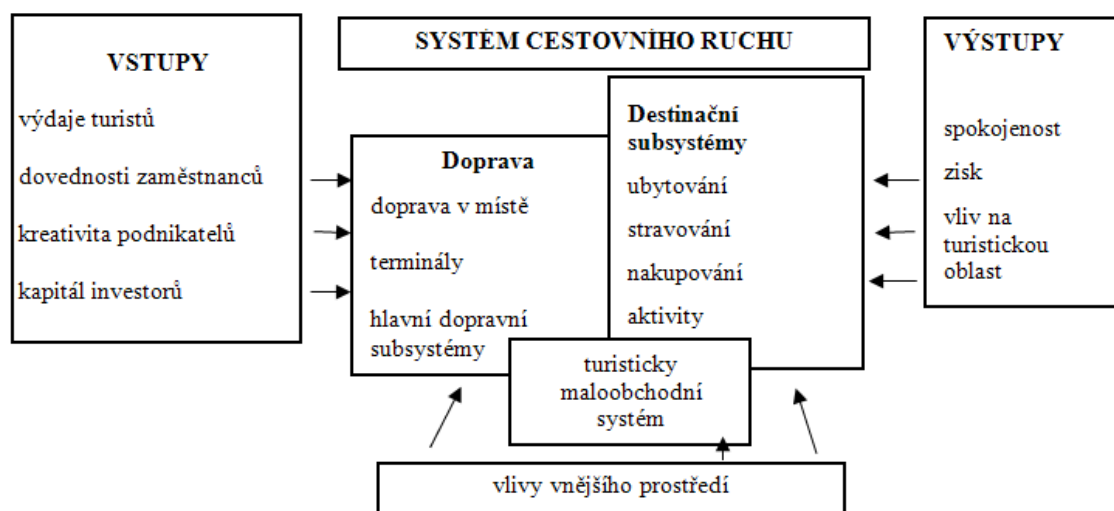 VSTUPY
výdaje turistů
dovednosti zaměstnanců
kreativita podnikatelů
kapitál investorů
SYSTÉM CESTOVNÍHO RUCHU
Doprava
doprava v místě
terminály
hlavní dopravní
subsystémy
Destinační
subsystémy
ubytování
stravování
nakupování
aktivity
turisticky
maloobchodní
systém
VÝSTUPY
spokojenost
zisk
vliv na
turistickou
oblast
vlivy vnějšího prostředí